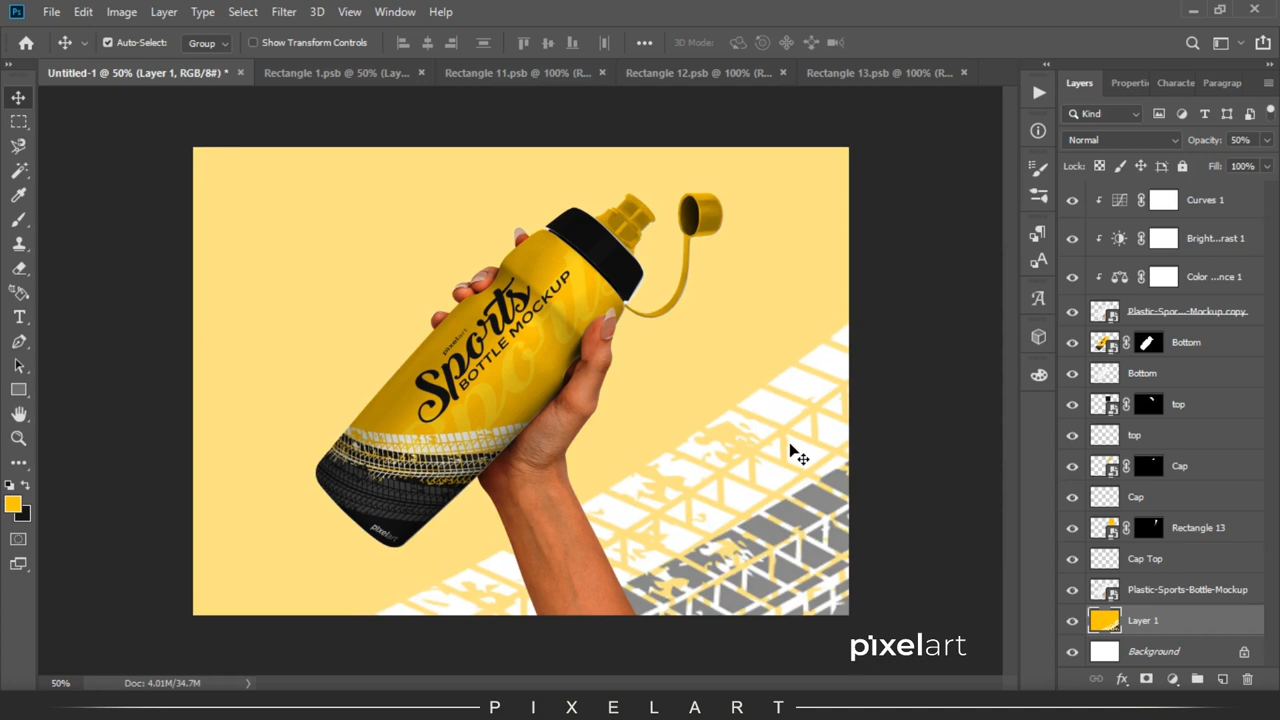 Ps File Edit Image Layer Type Select Filter 3D View Window Help
Auto-Select: Group Show Transform Controls ••• 3D Mode:
Untitled-1 @ 50% (Layer 1, RGB/8#) * × Rectangle 1.psb @ 50% (Lay... × Rectangle 11.psb @ 100% (R... × Rectangle 12.psb @ 100% (R... × Rectangle 13.psb @ 100% (R... ×
Layers Properti Characte Paragrap
Kind
Normal Opacity: 50%
Lock: Fill: 100%
Curves 1
Bright...rast 1
Color ...nce 1
Plastic-Spor...-Mockup copy
Bottom
Bottom
top
top
Cap
Cap
Rectangle 13
Cap Top
Plastic-Sports-Bottle-Mockup
Layer 1
Background
pixelart
Sports
BOTTLE MOCKUP
pixelart
pixelart
50% Doc: 4.01M/34.7M
PIXELART